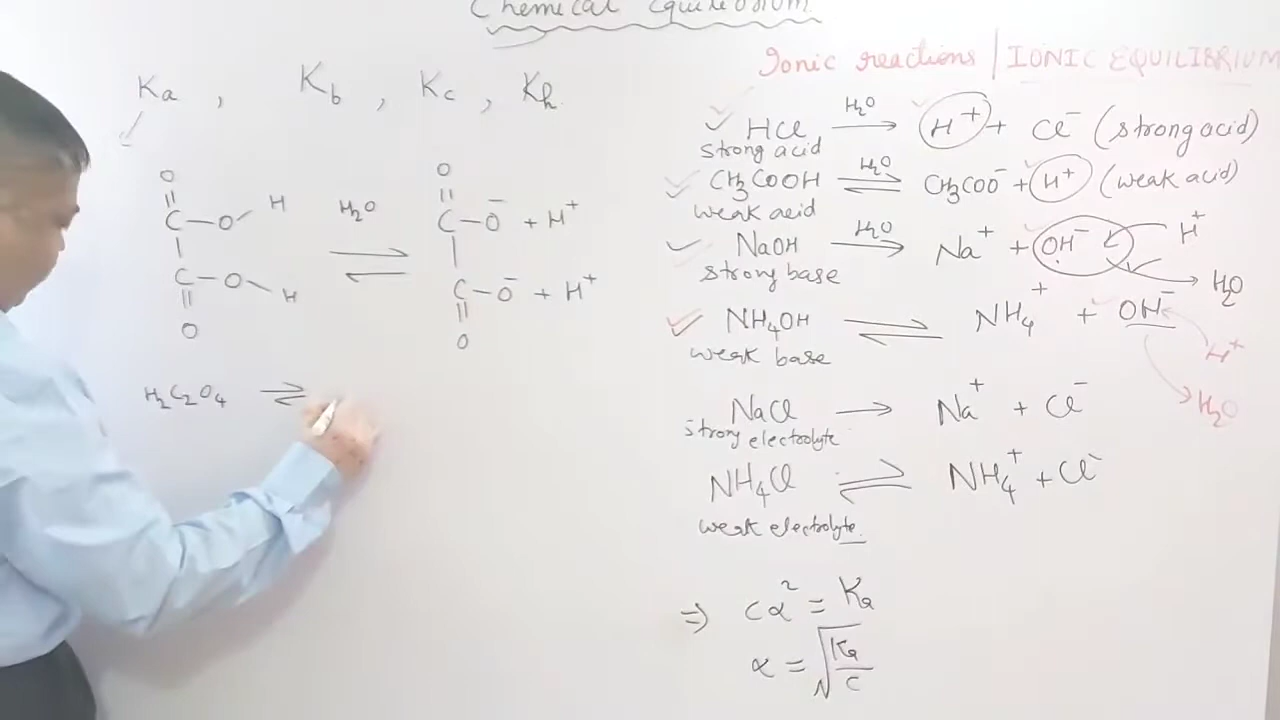 Chemical Equilibrium
Ka , Kb , Kc , Kh
O
||
C — O H
|
C — O H
||
O
H₂O
⇌
O
||
C — O⁻ + H⁺
|
C — O⁻ + H⁺
||
O
H₂C₂O₄ ⇌
Ionic reactions | IONIC EQUILIBRIUM
HCl —H₂O→ H⁺ + Cl⁻ (strong acid)
strong acid
CH₃COOH ⇌ H₂O CH₃COO⁻ + H⁺ (weak acid)
weak acid
NaOH —H₂O→ Na⁺ + OH⁻ H⁺
strong base
H₂O
NH₄OH ⇌ NH₄⁺ + OH⁻
weak base
H⁺
H₂O
NaCl → Na⁺ + Cl⁻
strong electrolyte
NH₄Cl ⇌ NH₄⁺ + Cl⁻
weak electrolyte.
⇒ cα² = Ka
α = √Ka/c